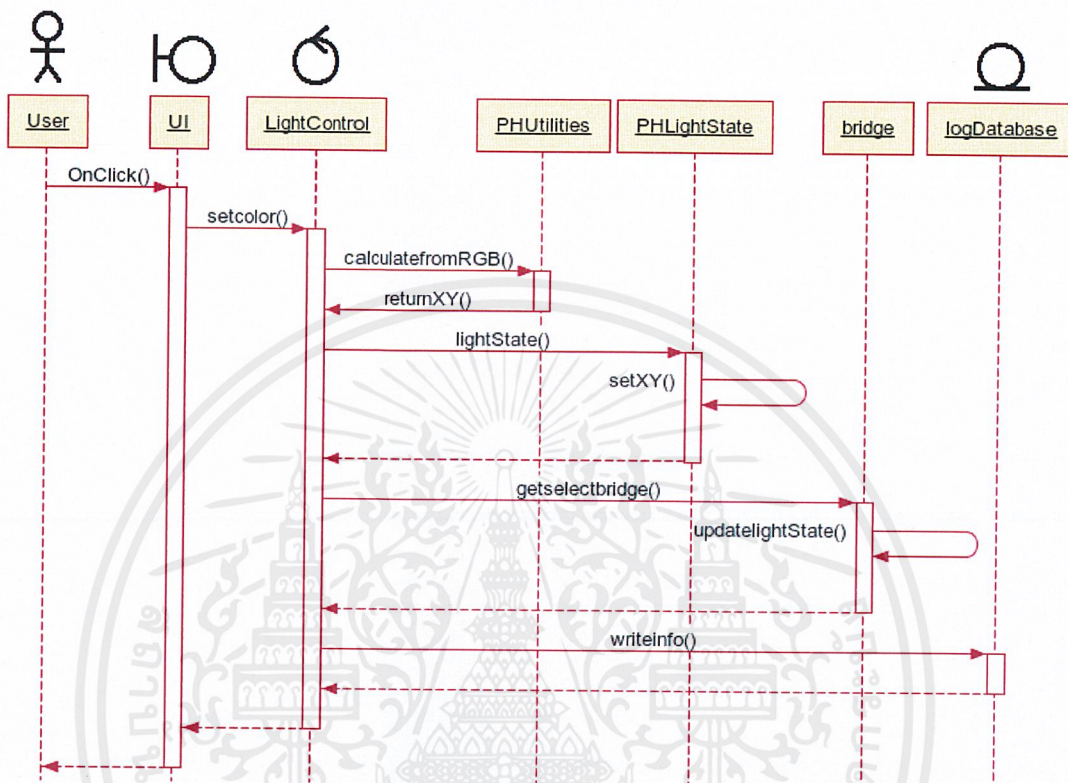 User
UI
LightControl
PHUtilities
PHLightState
bridge
logDatabase
OnClick()
setcolor()
calculatefromRGB()
returnXY()
lightState()
setXY()
getselectbridge()
updatelightState()
writeinfo()